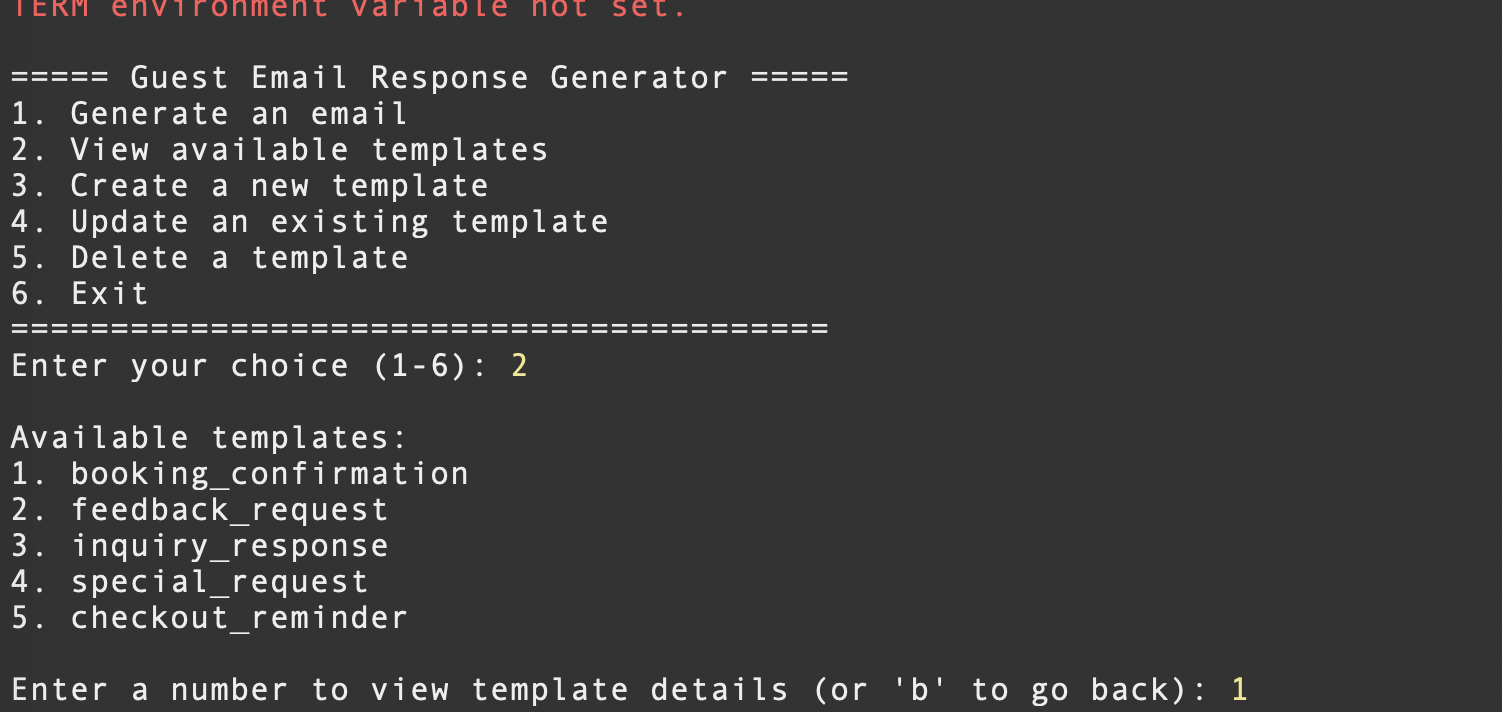 TERM environment variable not set.
===== Guest Email Response Generator =====
1. Generate an email
2. View available templates
3. Create a new template
4. Update an existing template
5. Delete a template
6. Exit
=========================================
Enter your choice (1-6): 2
Available templates:
1. booking_confirmation
2. feedback_request
3. inquiry_response
4. special_request
5. checkout_reminder
Enter a number to view template details (or 'b' to go back): 1